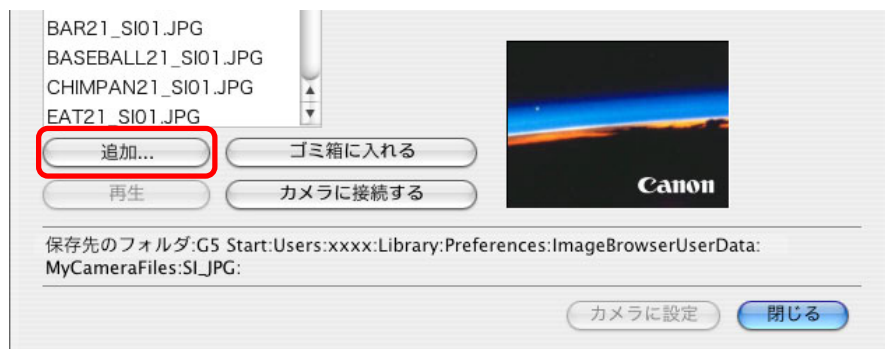 BAR21_SI01.JPG
BASEBALL21_SI01.JPG
CHIMPAN21_SI01.JPG
EAT21_SI01.JPG
追加...
ゴミ箱に入れる
再生
カメラに接続する
Canon
保存先のフォルダ:G5 Start:Users:xxxx:Library:Preferences:ImageBrowserUserData:
MyCameraFiles:SI_JPG:
カメラに設定
閉じる